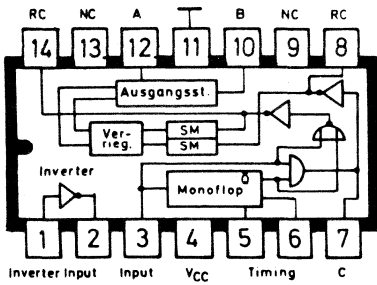 RC NC A B NC RC
14 13 12 11 10 9 8
Ausgangsst.
Ver-
rieg.
SM
SM
Inverter
Monoflop Q
1 2 3 4 5 6 7
Inverter Input Input VCC Timing C